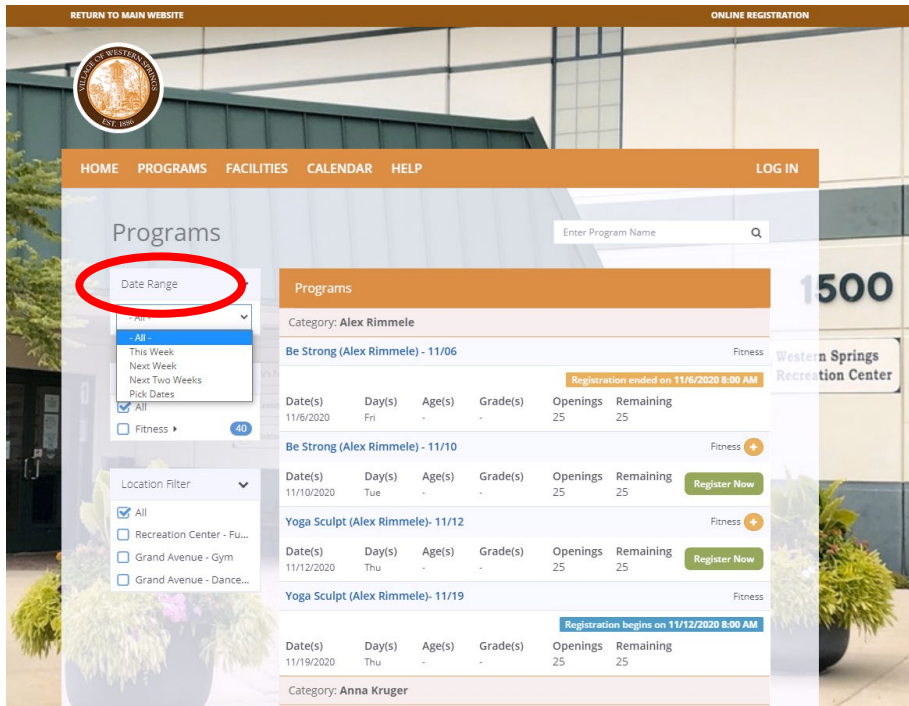 RETURN TO MAIN WEBSITE
ONLINE REGISTRATION
VILLAGE OF WESTERN SPRINGS
EST. 1886
HOME PROGRAMS FACILITIES CALENDAR HELP
LOG IN
Programs
Enter Program Name
Date Range
- All -
- All -
This Week
Next Week
Next Two Weeks
Pick Dates
All
Fitness 40
Location Filter
All
Recreation Center - Fu...
Grand Avenue - Gym
Grand Avenue - Dance...
Programs
Category: Alex Rimmele
Be Strong (Alex Rimmele) - 11/06 Fitness
Registration ended on 11/6/2020 8:00 AM
Date(s) Day(s) Age(s) Grade(s) Openings Remaining
11/6/2020 Fri - - 25 25
Be Strong (Alex Rimmele) - 11/10 Fitness
Date(s) Day(s) Age(s) Grade(s) Openings Remaining
11/10/2020 Tue - - 25 25
Register Now
Yoga Sculpt (Alex Rimmele)- 11/12 Fitness
Date(s) Day(s) Age(s) Grade(s) Openings Remaining
11/12/2020 Thu - - 25 25
Register Now
Yoga Sculpt (Alex Rimmele)- 11/19 Fitness
Registration begins on 11/12/2020 8:00 AM
Date(s) Day(s) Age(s) Grade(s) Openings Remaining
11/19/2020 Thu - - 25 25
Category: Anna Kruger
1500
Western Springs
Recreation Center